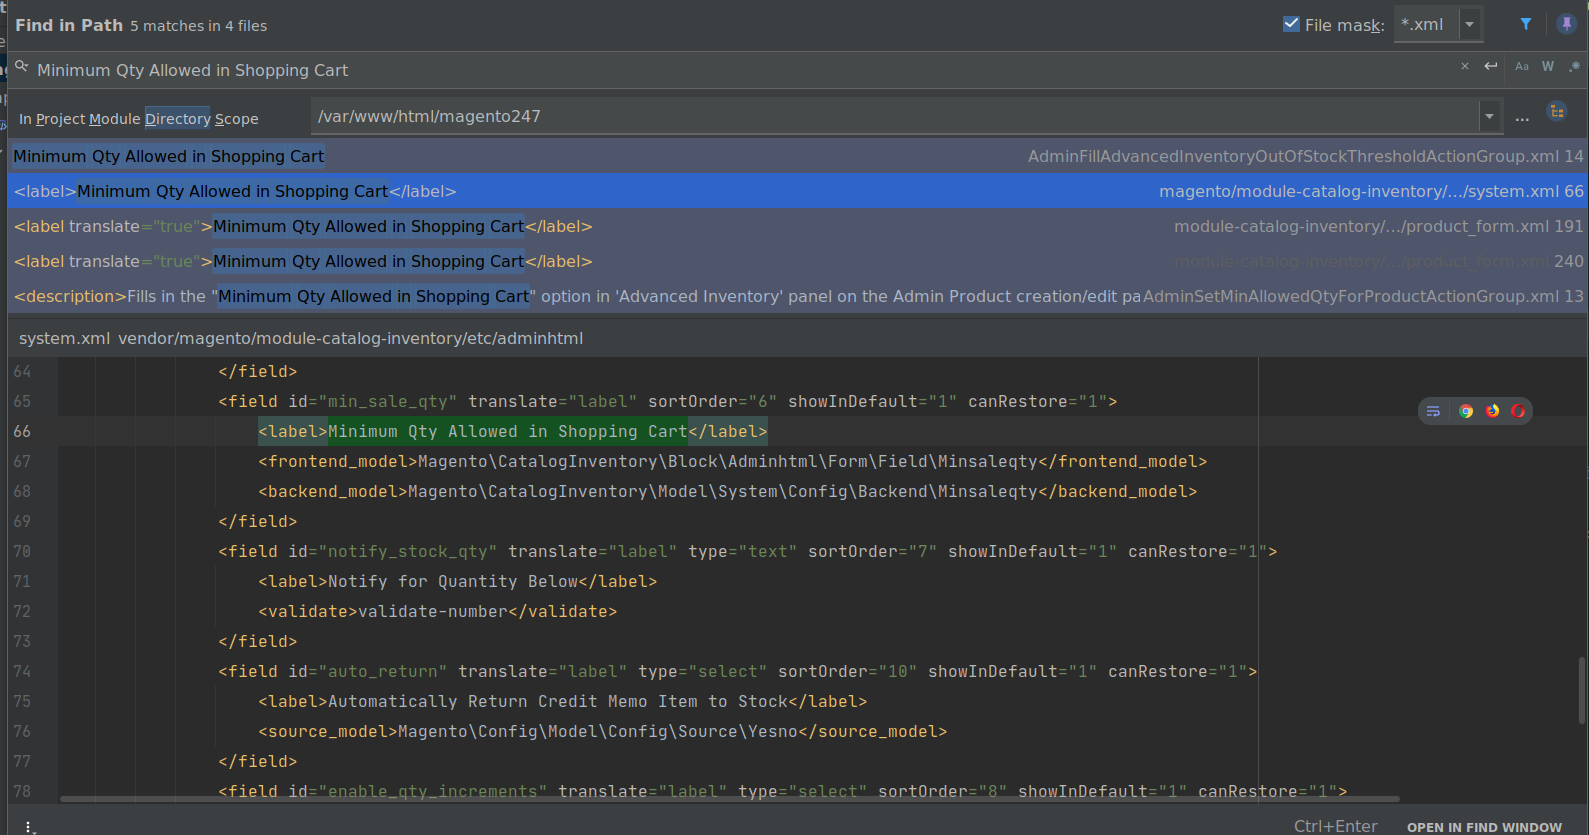 Find in Path 5 matches in 4 files File mask: *.xml
Minimum Qty Allowed in Shopping Cart Aa W .*
In Project Module Directory Scope /var/www/html/magento247 ...
Minimum Qty Allowed in Shopping Cart AdminFillAdvancedInventoryOutOfStockThresholdActionGroup.xml 14
<label>Minimum Qty Allowed in Shopping Cart</label> magento/module-catalog-inventory/.../system.xml 66
<label translate="true">Minimum Qty Allowed in Shopping Cart</label> module-catalog-inventory/.../product_form.xml 191
<label translate="true">Minimum Qty Allowed in Shopping Cart</label> module-catalog-inventory/.../product_form.xml 240
<description>Fills in the "Minimum Qty Allowed in Shopping Cart" option in 'Advanced Inventory' panel on the Admin Product creation/edit pa AdminSetMinAllowedQtyForProductActionGroup.xml 13
system.xml vendor/magento/module-catalog-inventory/etc/adminhtml
64 </field>
65 <field id="min_sale_qty" translate="label" sortOrder="6" showInDefault="1" canRestore="1">
66 <label>Minimum Qty Allowed in Shopping Cart</label>
67 <frontend_model>Magento\CatalogInventory\Block\Adminhtml\Form\Field\Minsaleqty</frontend_model>
68 <backend_model>Magento\CatalogInventory\Model\System\Config\Backend\Minsaleqty</backend_model>
69 </field>
70 <field id="notify_stock_qty" translate="label" type="text" sortOrder="7" showInDefault="1" canRestore="1">
71 <label>Notify for Quantity Below</label>
72 <validate>validate-number</validate>
73 </field>
74 <field id="auto_return" translate="label" type="select" sortOrder="10" showInDefault="1" canRestore="1">
75 <label>Automatically Return Credit Memo Item to Stock</label>
76 <source_model>Magento\Config\Model\Config\Source\Yesno</source_model>
77 </field>
78 <field id="enable_qty_increments" translate="label" type="select" sortOrder="8" showInDefault="1" canRestore="1">
Ctrl+Enter OPEN IN FIND WINDOW